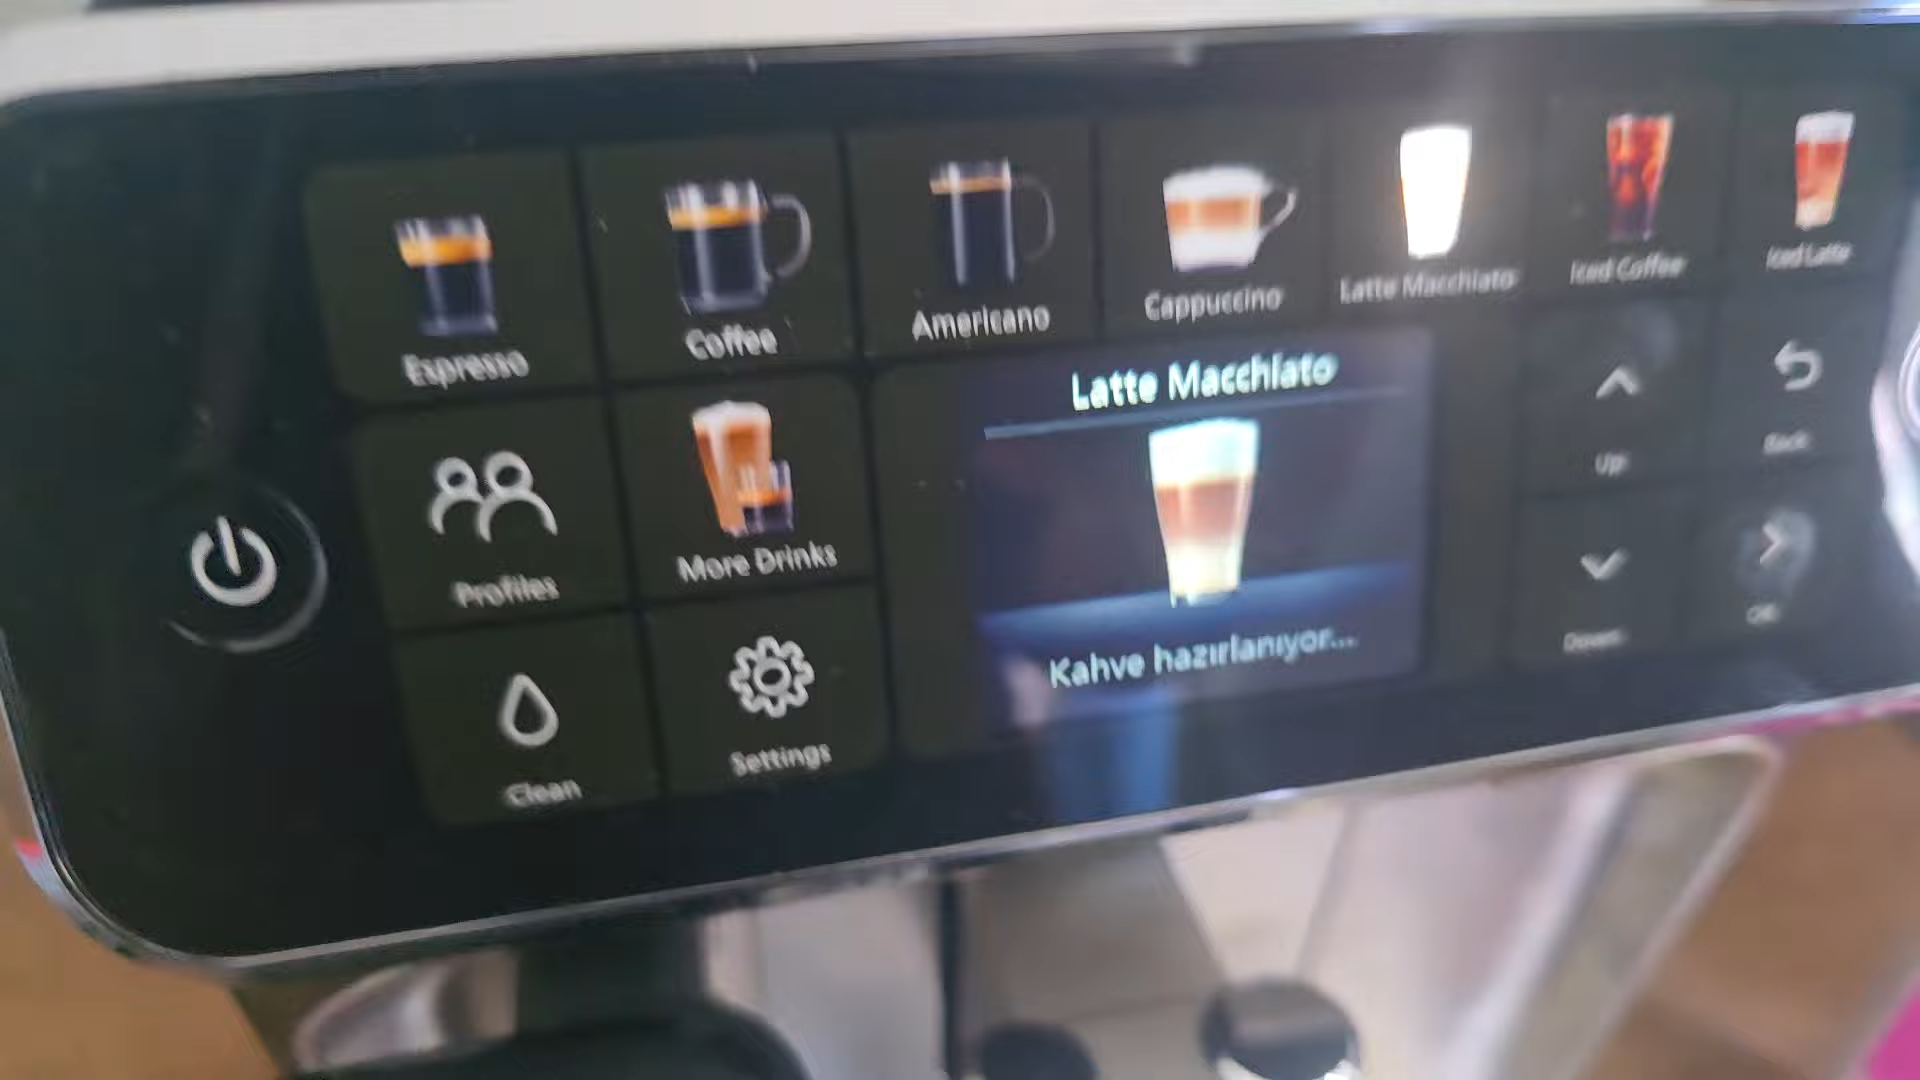 Espresso
Coffee
Americano
Cappuccino
Latte Macchiato
Iced Coffee
Iced Latte
Profiles
More Drinks
Latte Macchiato
Kahve hazırlanıyor...
Up
Back
Clean
Settings
Down
OK